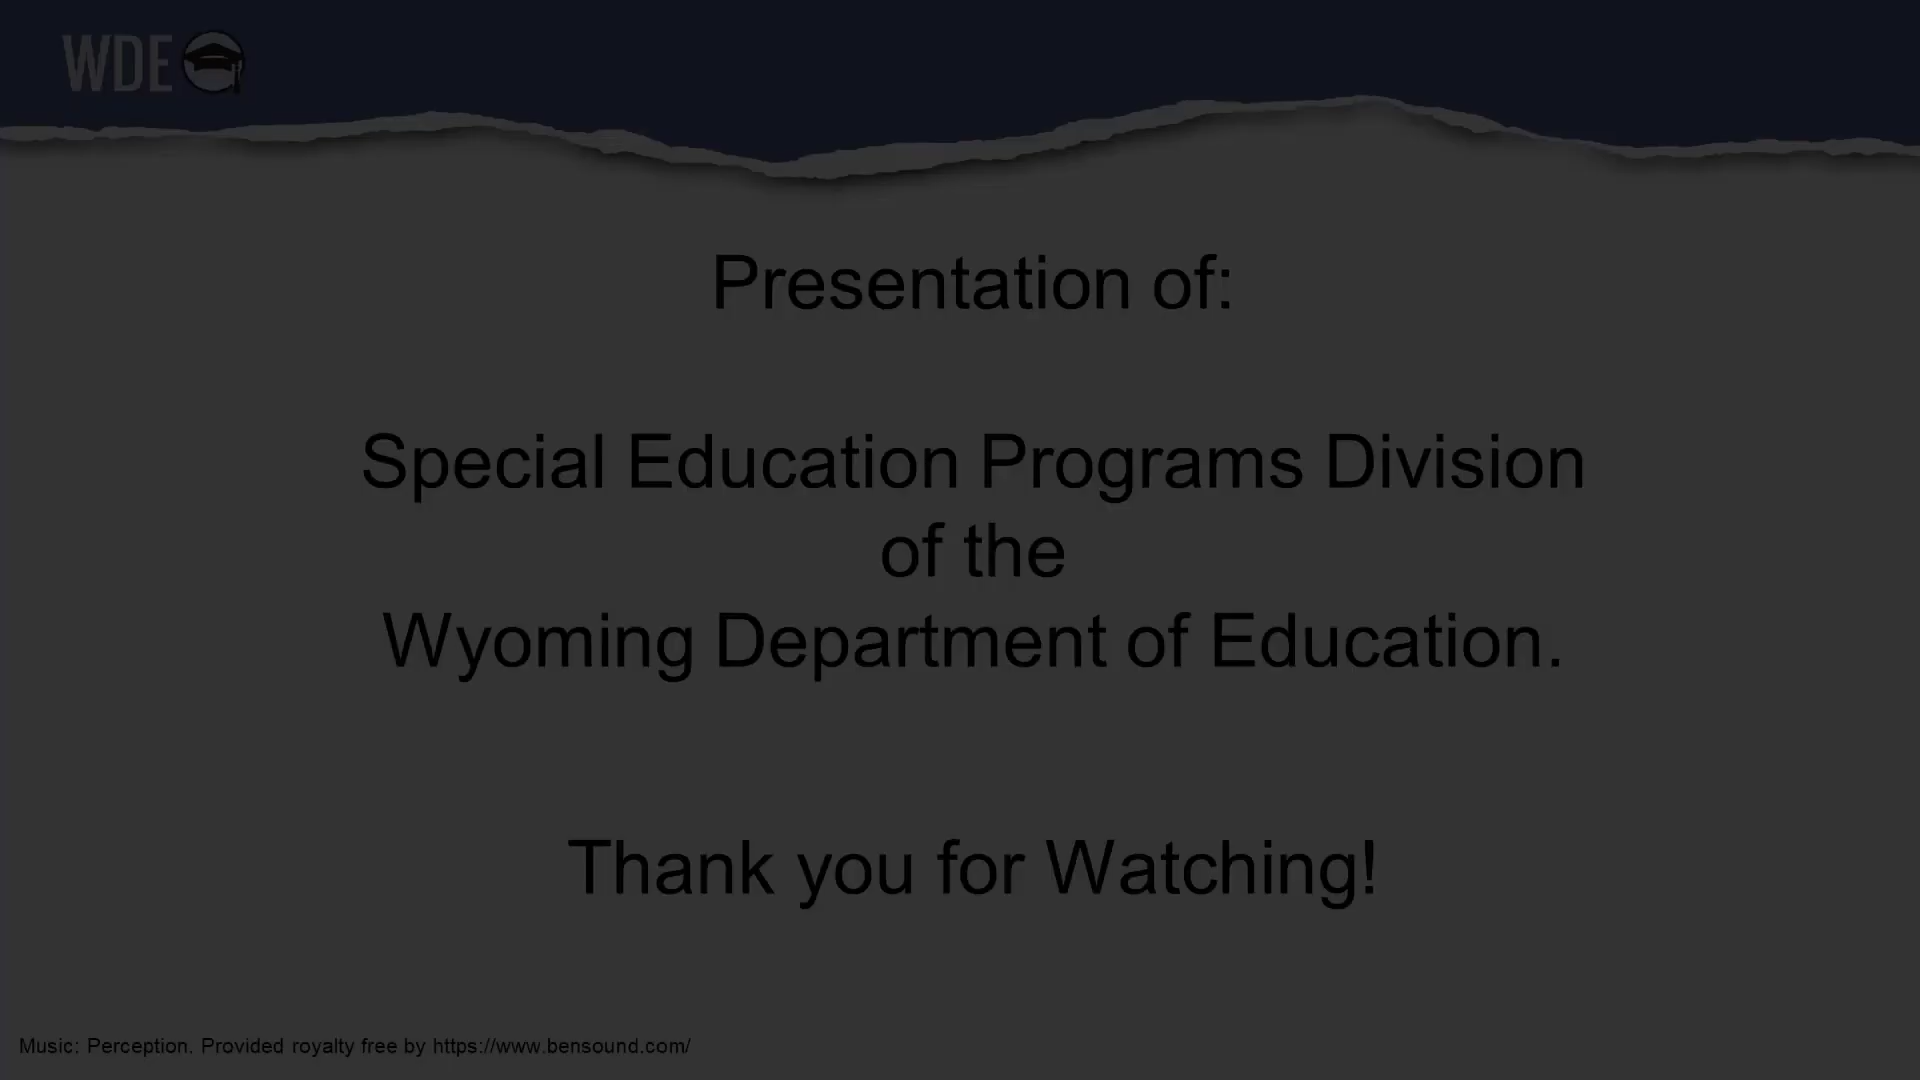 WDE
Presentation of:
Special Education Programs Division
of the
Wyoming Department of Education.
Thank you for Watching!
Music: Perception. Provided royalty free by https://www.bensound.com/